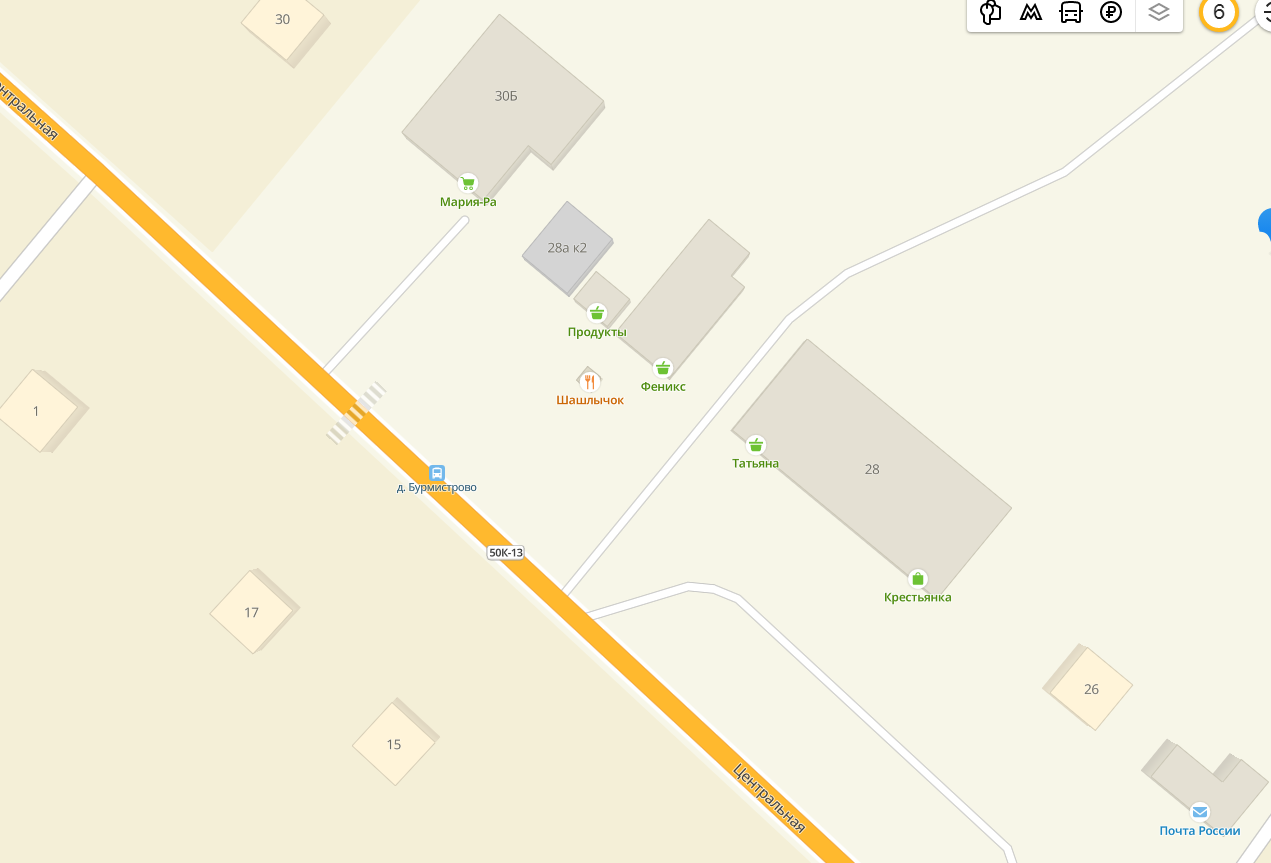 30
6
нтральная
30Б
Мария-Ра
28а к2
Продукты
Феникс
Шашлычок
1
Татьяна
28
д. Бурмистрово
50К-13
Крестьянка
17
26
15
Центральная
Почта России